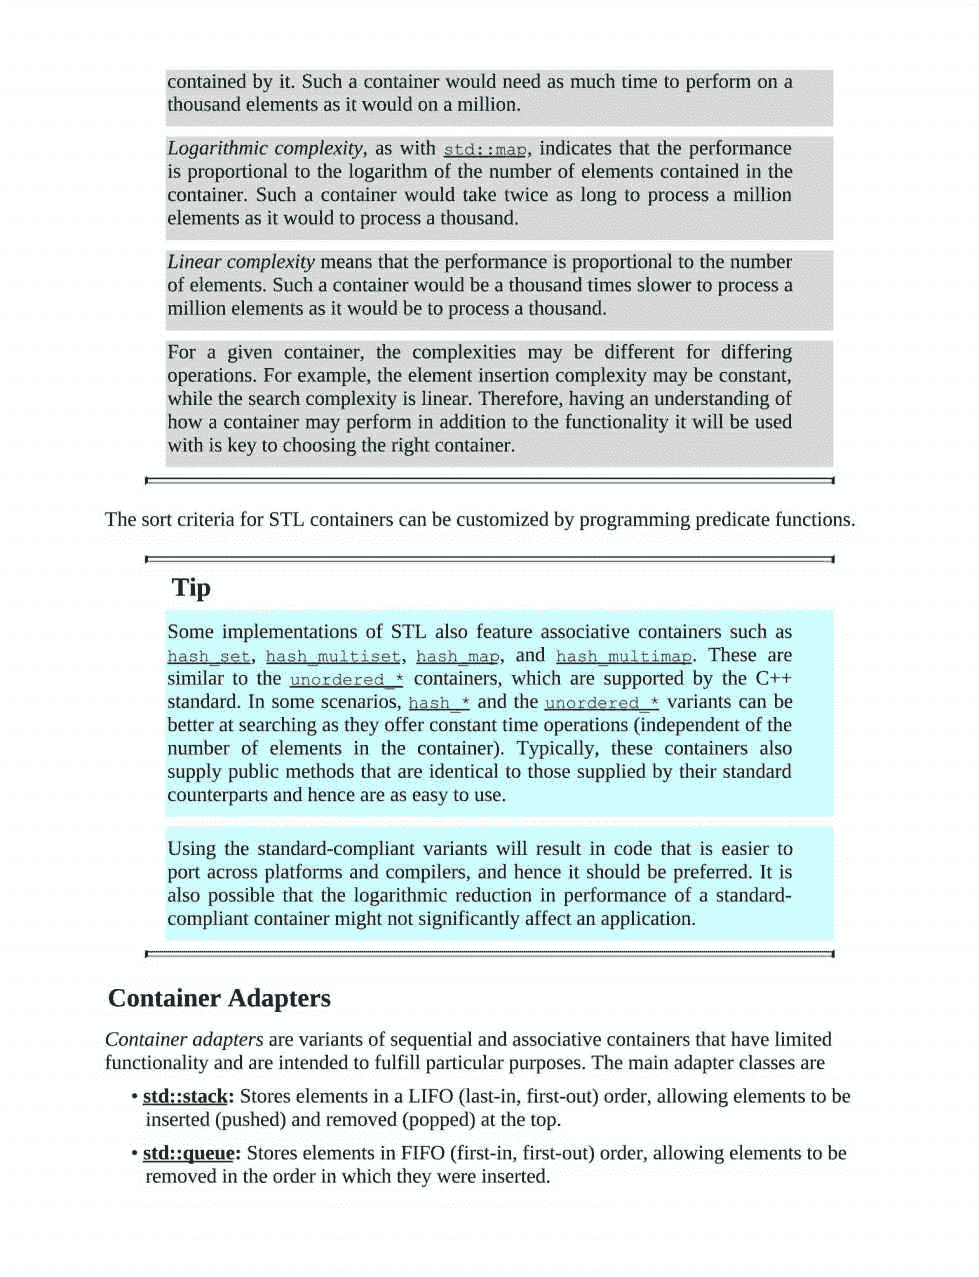 contained by it. Such a container would need as much time to perform on a
thousand elements as it would on a million.
Logarithmic complexity, as with std::map, indicates that the performance
is proportional to the logarithm of the number of elements contained in the
container. Such a container would take twice as long to process a million
elements as it would to process a thousand.
Linear complexity means that the performance is proportional to the number
of elements. Such a container would be a thousand times slower to process a
million elements as it would be to process a thousand.
For a given container, the complexities may be different for differing
operations. For example, the element insertion complexity may be constant,
while the search complexity is linear. Therefore, having an understanding of
how a container may perform in addition to the functionality it will be used
with is key to choosing the right container.
The sort criteria for STL containers can be customized by programming predicate functions.
Tip
Some implementations of STL also feature associative containers such as
hash_set, hash_multiset, hash_map, and hash_multimap. These are
similar to the unordered_* containers, which are supported by the C++
standard. In some scenarios, hash_* and the unordered_* variants can be
better at searching as they offer constant time operations (independent of the
number of elements in the container). Typically, these containers also
supply public methods that are identical to those supplied by their standard
counterparts and hence are as easy to use.
Using the standard-compliant variants will result in code that is easier to
port across platforms and compilers, and hence it should be preferred. It is
also possible that the logarithmic reduction in performance of a standard-
compliant container might not significantly affect an application.
Container Adapters
Container adapters are variants of sequential and associative containers that have limited
functionality and are intended to fulfill particular purposes. The main adapter classes are
• std::stack: Stores elements in a LIFO (last-in, first-out) order, allowing elements to be
inserted (pushed) and removed (popped) at the top.
• std::queue: Stores elements in FIFO (first-in, first-out) order, allowing elements to be
removed in the order in which they were inserted.